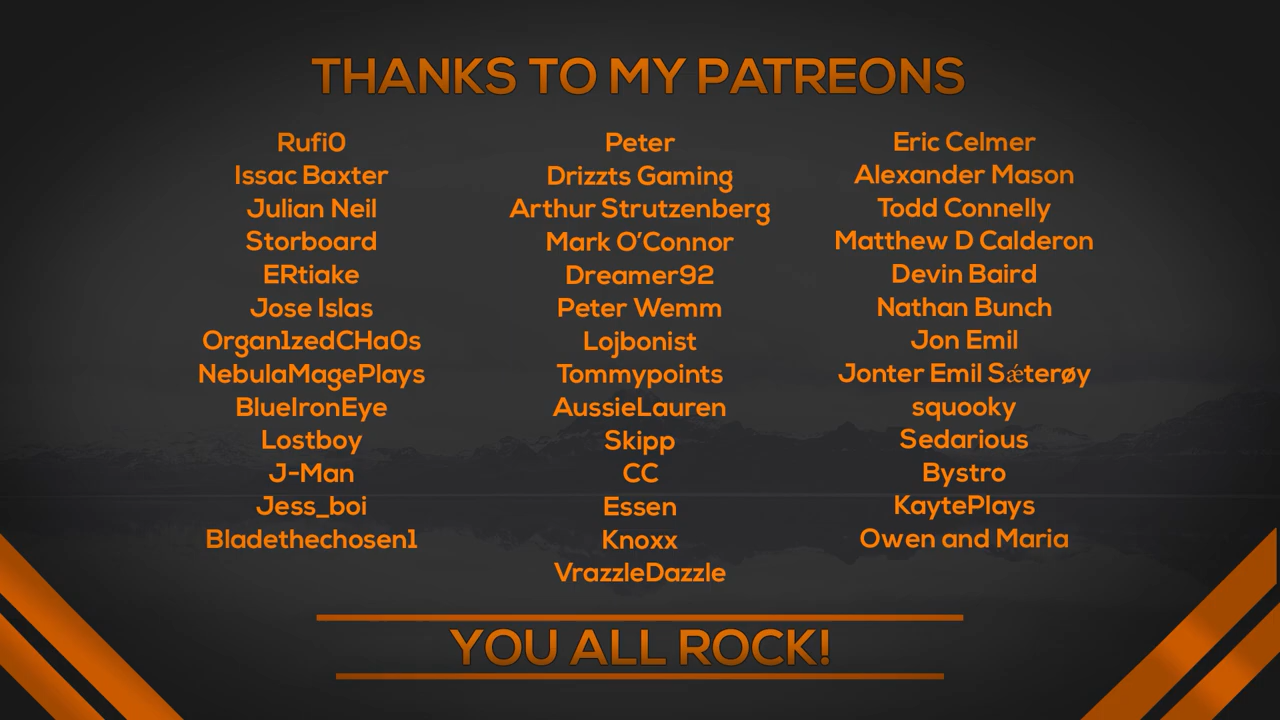 THANKS TO MY PATREONS
Rufi0
Issac Baxter
Julian Neil
Storboard
ERtiake
Jose Islas
Organ1zedCHa0s
NebulaMagePlays
BlueIronEye
Lostboy
J-Man
Jess_boi
Bladethechosen1
Peter
Drizzts Gaming
Arthur Strutzenberg
Mark O’Connor
Dreamer92
Peter Wemm
Lojbonist
Tommypoints
AussieLauren
Skipp
CC
Essen
Knoxx
VrazzleDazzle
Eric Celmer
Alexander Mason
Todd Connelly
Matthew D Calderon
Devin Baird
Nathan Bunch
Jon Emil
Jonter Emil Sǽterøy
squooky
Sedarious
Bystro
KaytePlays
Owen and Maria
YOU ALL ROCK!